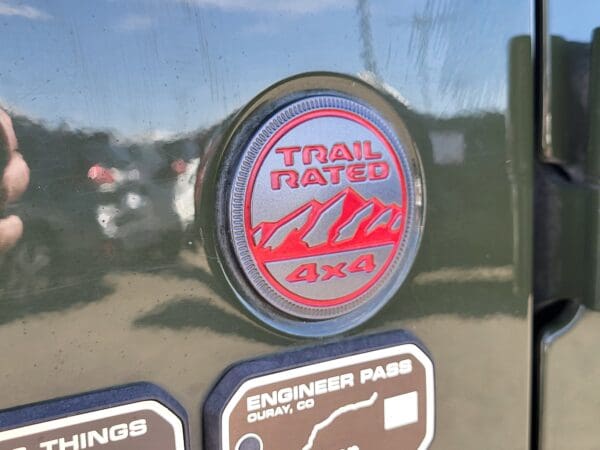 TRAIL
RATED
4x4
ENGINEER PASS
OURAY, CO
THINGS